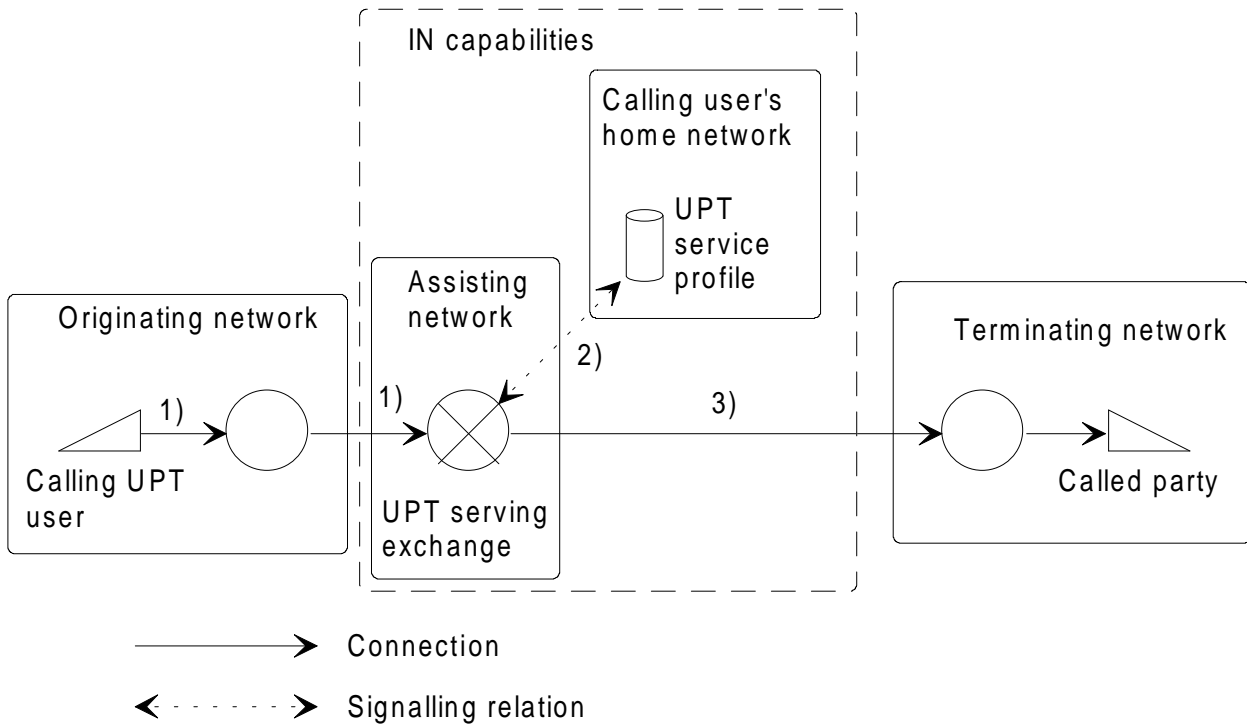 IN capabilities
Calling user's
home network
UPT
service
profile
Assisting
network
Originating network
Terminating network
2)
1)
1)
3)
Calling UPT
user
UPT serving
exchange
Called party
Connection
Signalling relation